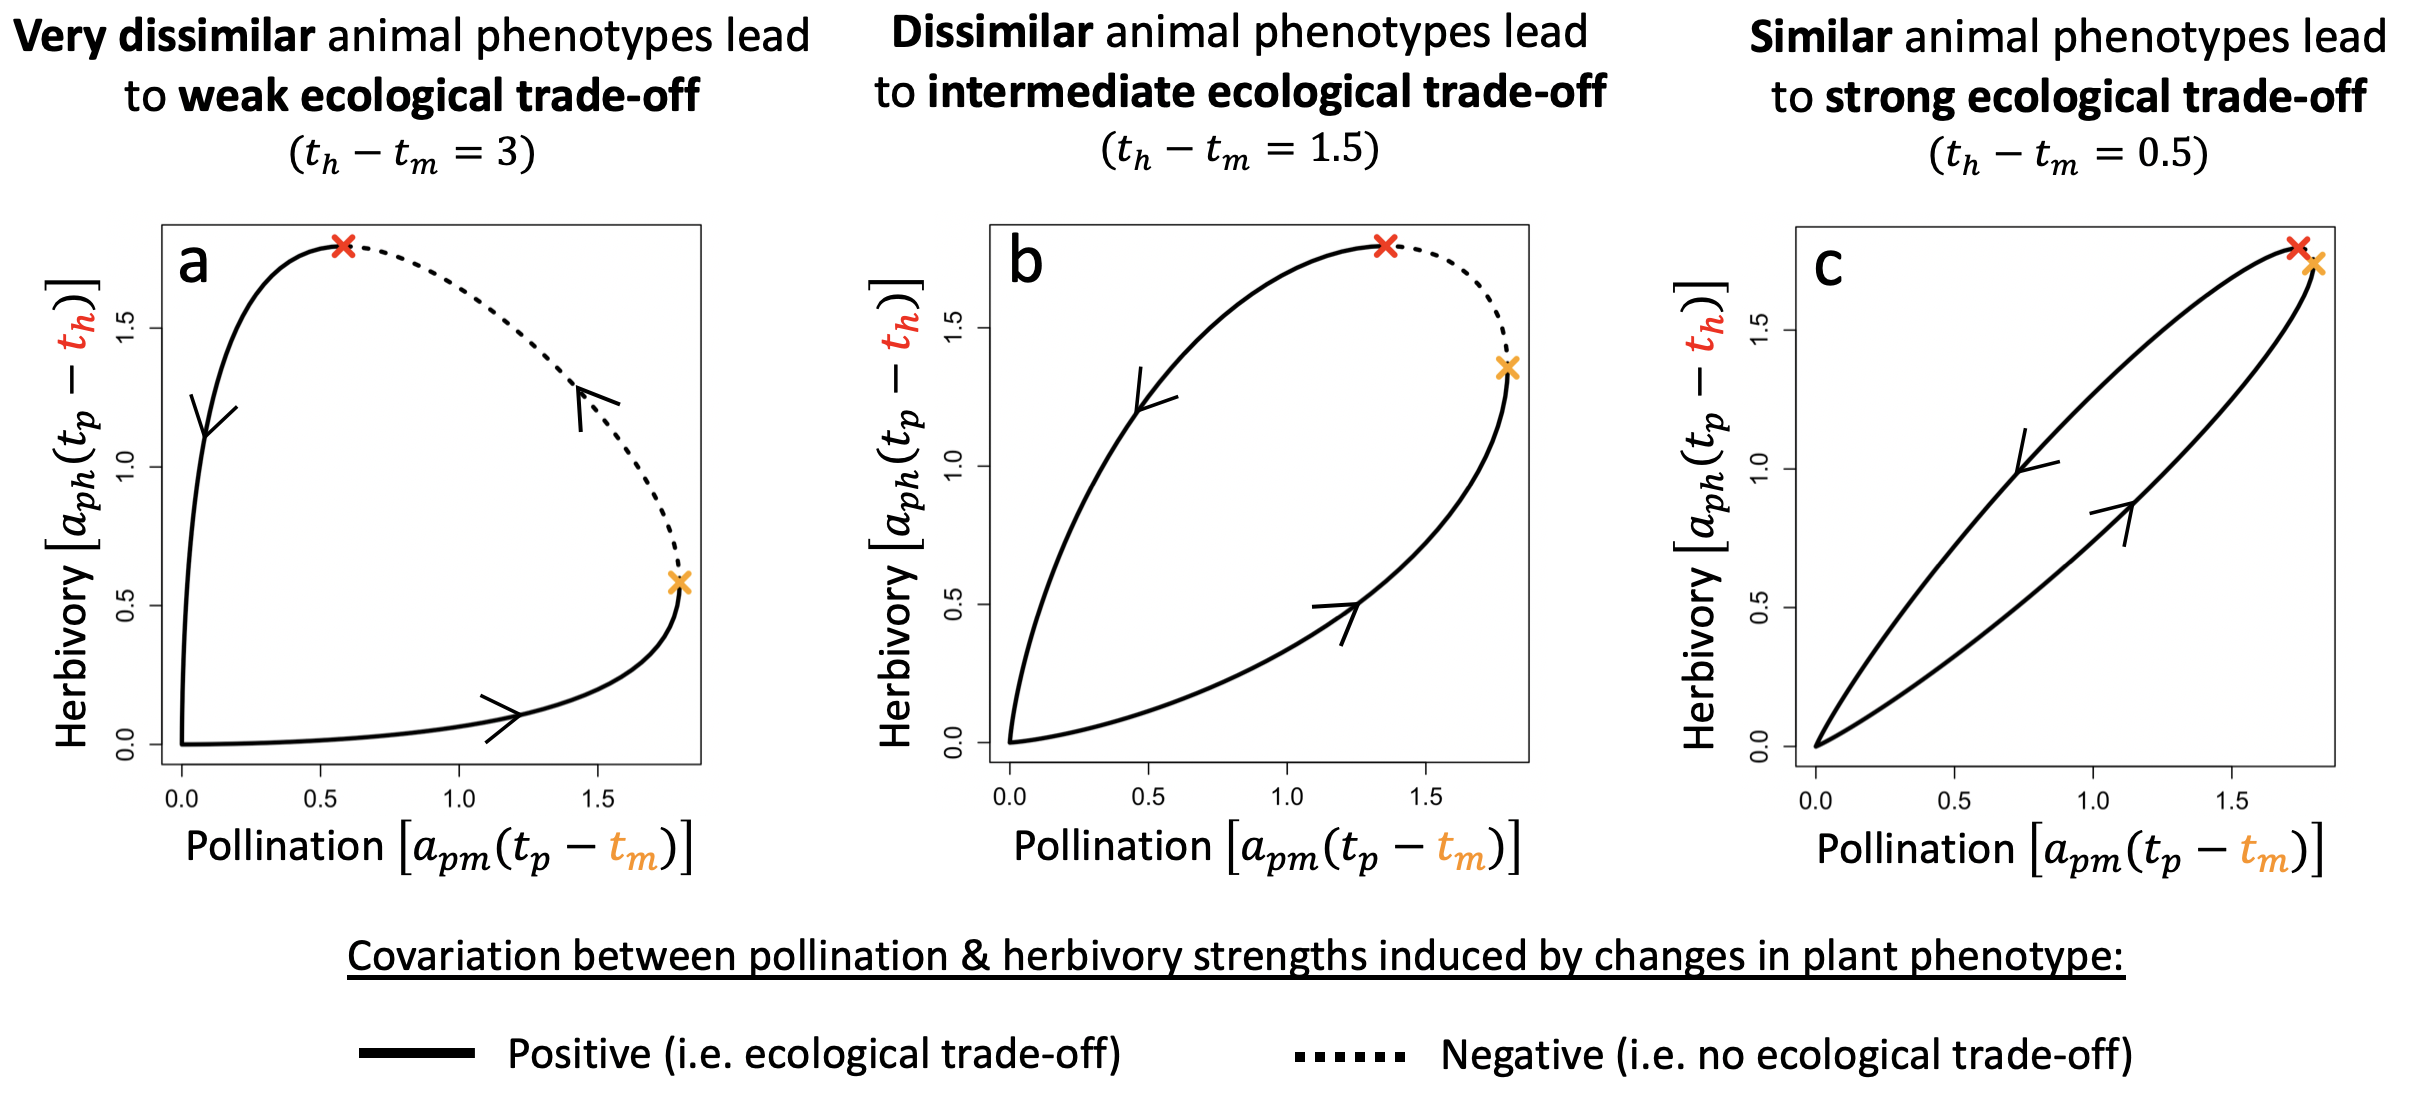 Very dissimilar animal phenotypes lead
to weak ecological trade-off
(t_h − t_m = 3)
Dissimilar animal phenotypes lead
to intermediate ecological trade-off
(t_h − t_m = 1.5)
Similar animal phenotypes lead
to strong ecological trade-off
(t_h − t_m = 0.5)
a
Herbivory [a_ph(t_p − t_h)]
1.5
1.0
0.5
0.0
0.0 0.5 1.0 1.5
Pollination [a_pm(t_p − t_m)]
b
Herbivory [a_ph(t_p − t_h)]
1.5
1.0
0.5
0.0
0.0 0.5 1.0 1.5
Pollination [a_pm(t_p − t_m)]
c
Herbivory [a_ph(t_p − t_h)]
1.5
1.0
0.5
0.0
0.0 0.5 1.0 1.5
Pollination [a_pm(t_p − t_m)]
Covariation between pollination & herbivory strengths induced by changes in plant phenotype:
Positive (i.e. ecological trade-off)
Negative (i.e. no ecological trade-off)